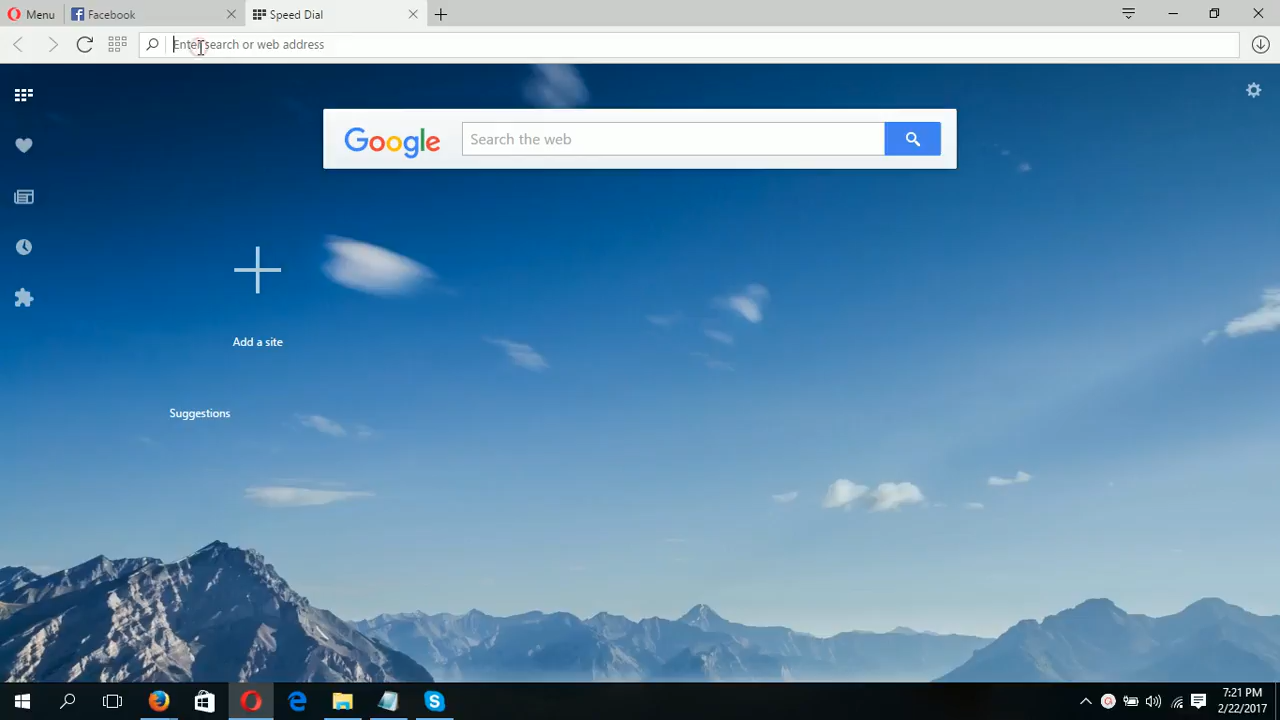 Menu
Facebook
Speed Dial
Enter search or web address
Google
Search the web
Add a site
Suggestions
7:21 PM
2/22/2017